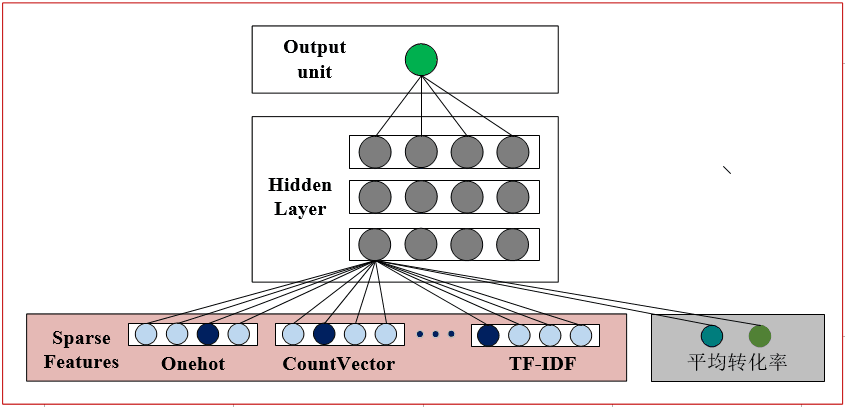 Output
unit
Hidden
Layer
Sparse
Features
Onehot
CountVector
TF-IDF
平均转化率